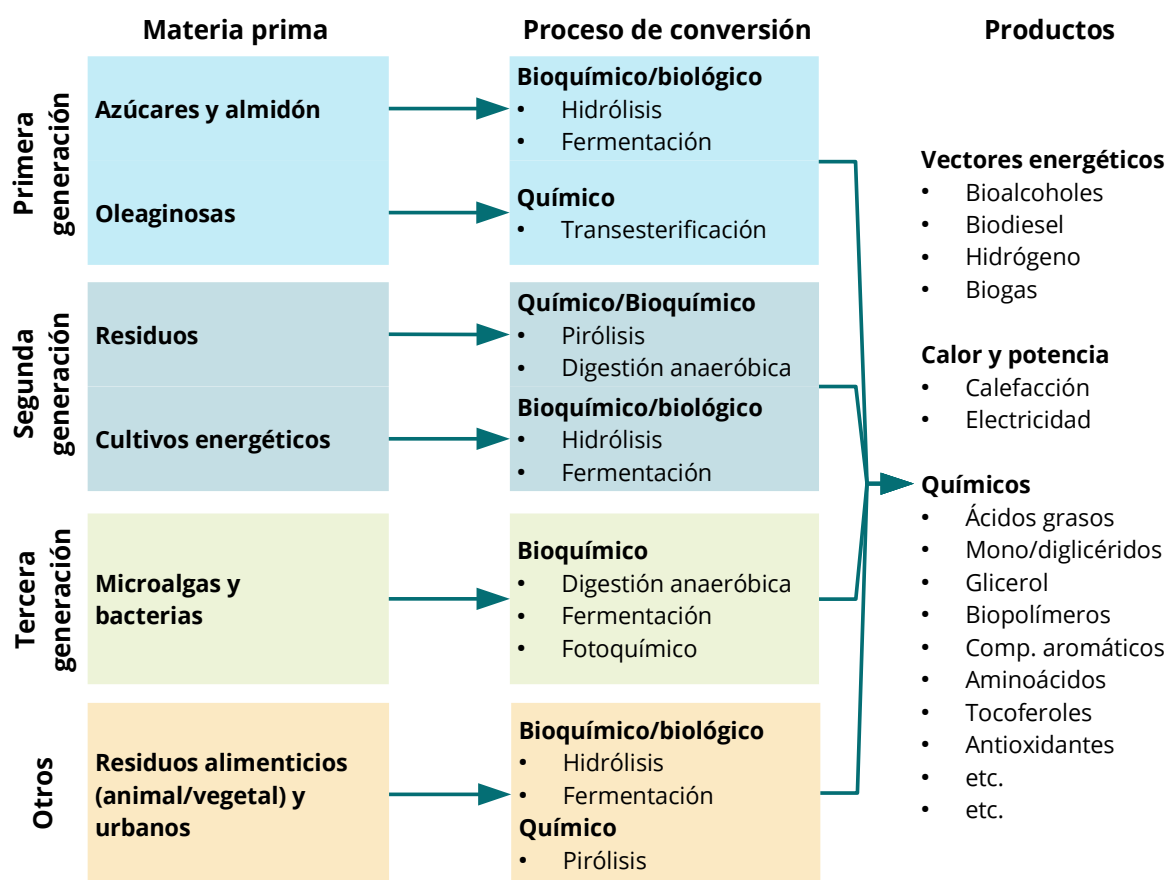 Materia prima
Proceso de conversión
Productos
Primera
generación
Azúcares y almidón
Bioquímico/biológico
• Hidrólisis
• Fermentación
Oleaginosas
Químico
• Transesterificación
Segunda
generación
Residuos
Químico/Bioquímico
• Pirólisis
• Digestión anaeróbica
Cultivos energéticos
Bioquímico/biológico
• Hidrólisis
• Fermentación
Tercera
generación
Microalgas y
bacterias
Bioquímico
• Digestión anaeróbica
• Fermentación
• Fotoquímico
Otros
Residuos alimenticios
(animal/vegetal) y
urbanos
Bioquímico/biológico
• Hidrólisis
• Fermentación
Químico
• Pirólisis
Vectores energéticos
• Bioalcoholes
• Biodiesel
• Hidrógeno
• Biogas
Calor y potencia
• Calefacción
• Electricidad
Químicos
• Ácidos grasos
• Mono/diglicéridos
• Glicerol
• Biopolímeros
• Comp. aromáticos
• Aminoácidos
• Tocoferoles
• Antioxidantes
• etc.
• etc.